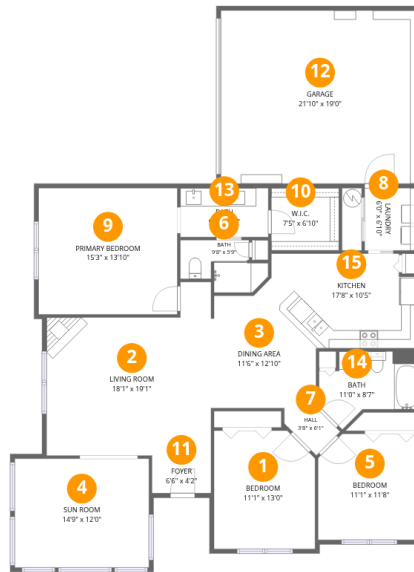 12
GARAGE
21'10" x 19'0"
8
LAUNDRY
6'0" x 6'10"
13
10
W.I.C.
7'5" x 6'10"
9
PRIMARY BEDROOM
15'3" x 13'10"
6
BATH
9'8" x 5'9"
15
KITCHEN
17'8" x 10'5"
3
DINING AREA
11'6" x 12'10"
2
LIVING ROOM
18'1" x 19'1"
14
BATH
11'0" x 8'7"
7
HALL
3'8" x 6'1"
11
FOYER
6'6" x 4'2"
1
BEDROOM
11'1" x 13'0"
5
BEDROOM
11'1" x 11'8"
4
SUN ROOM
14'9" x 12'0"